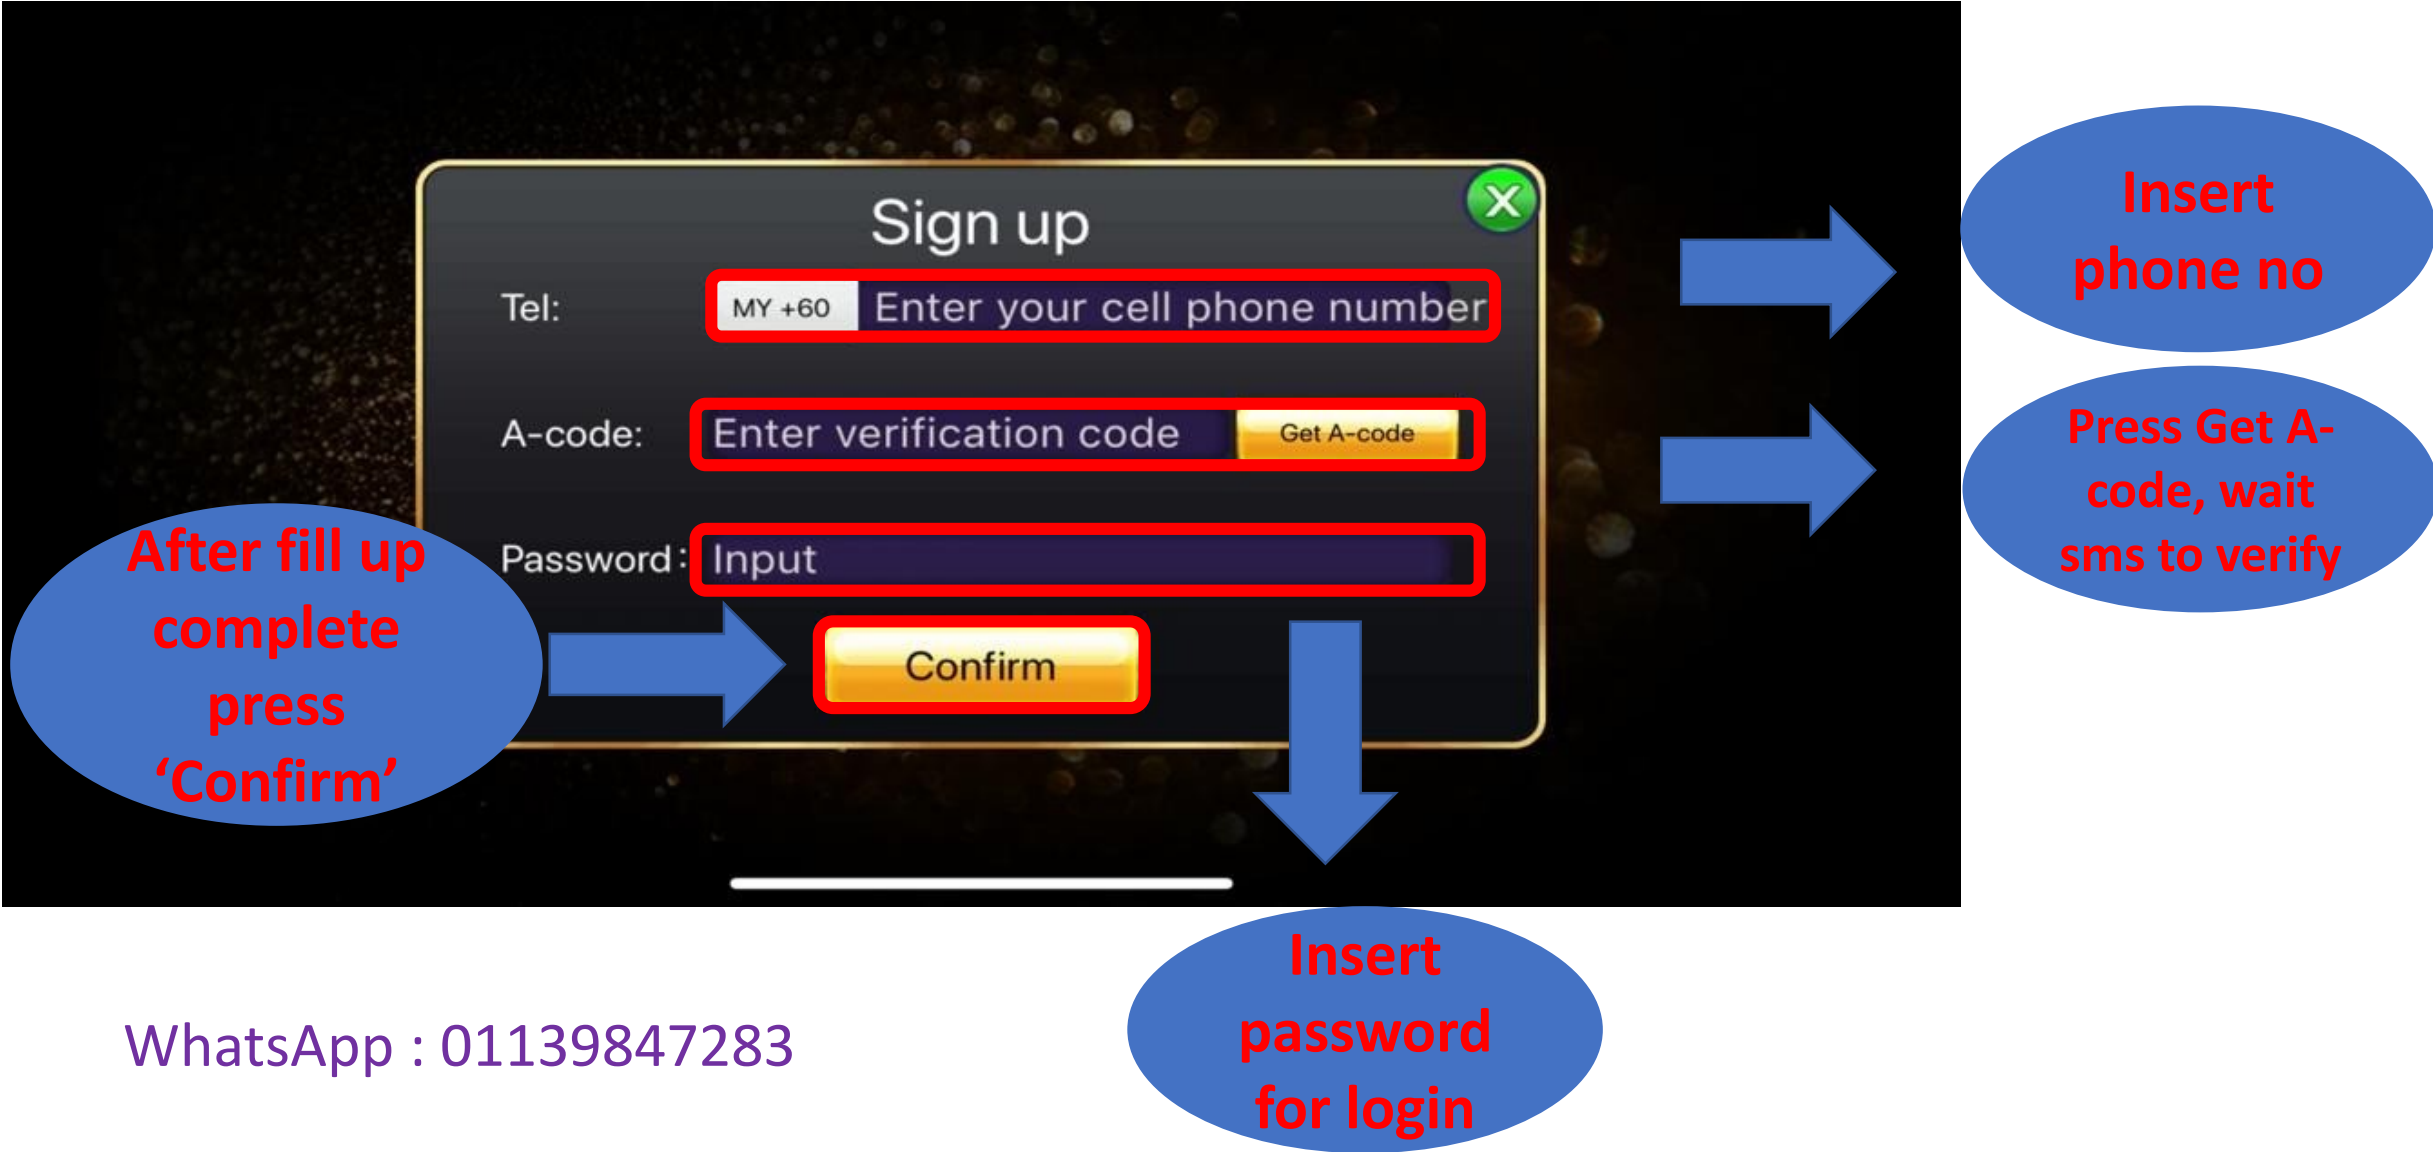 Sign up
Tel:
MY +60
Enter your cell phone number
A-code:
Enter verification code
Get A-code
Password:
Input
Confirm
Insert
phone no
Press Get A-
code, wait
sms to verify
After fill up
complete
press
‘Confirm’
Insert
password
for login
WhatsApp : 01139847283